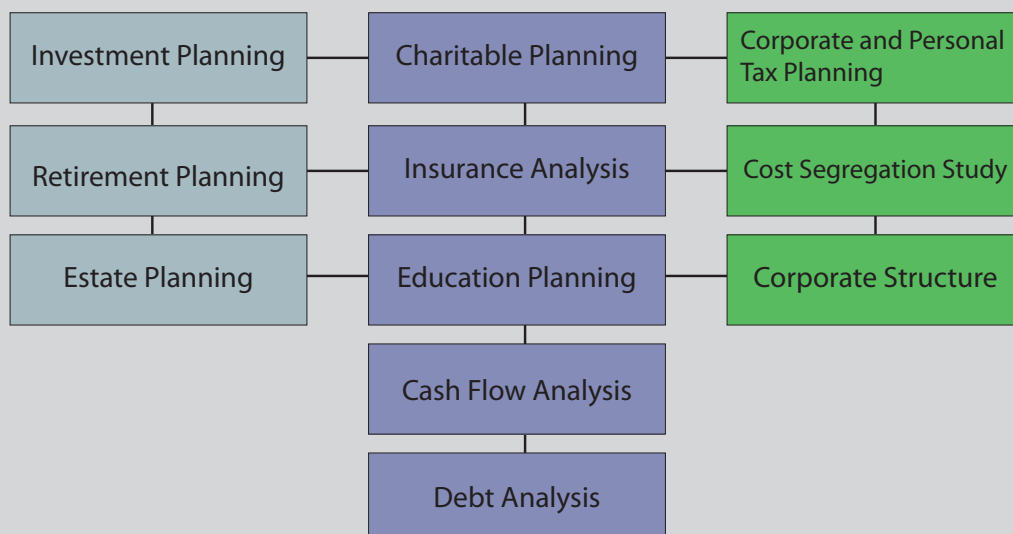 Investment Planning
Charitable Planning
Corporate and Personal
Tax Planning
Retirement Planning
Insurance Analysis
Cost Segregation Study
Estate Planning
Education Planning
Corporate Structure
Cash Flow Analysis
Debt Analysis